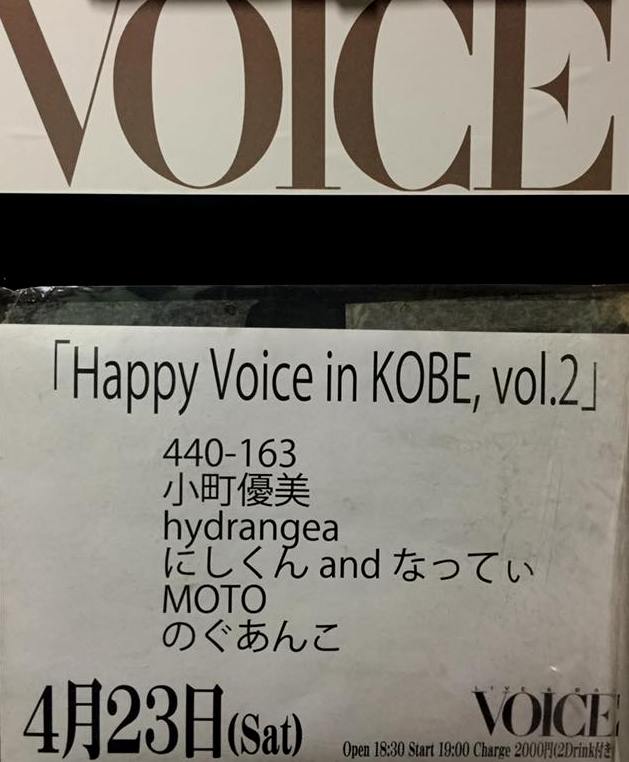 VOICE
「Happy Voice in KOBE, vol.2」
440-163
小町優美
hydrangea
にしくん and なってぃ
MOTO
のぐあんこ
4月23日(Sat)
VOICE
Open 18:30 Start 19:00 Charge 2000円(2Drink付き